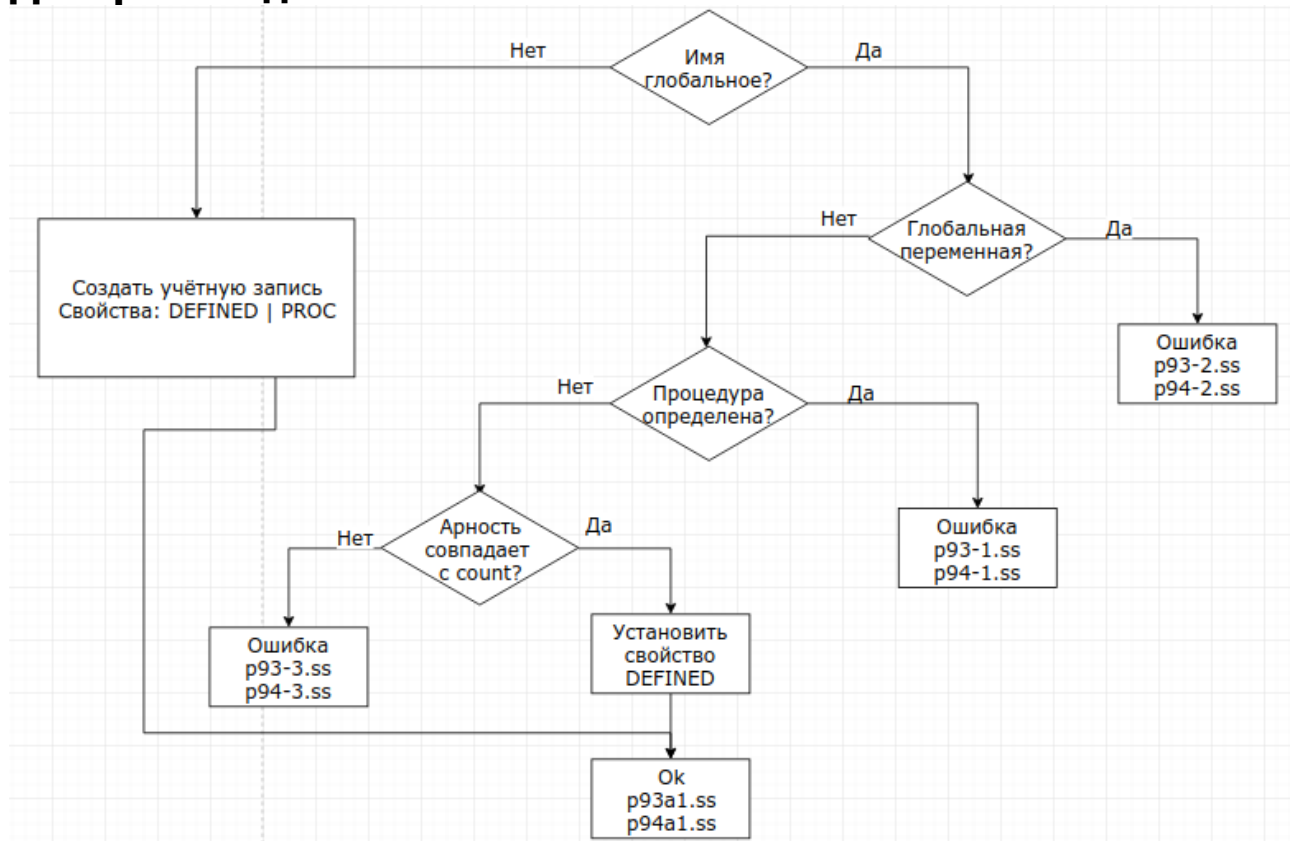 Нет
Имя
глобальное?
Да
Нет
Глобальная
переменная?
Да
Создать учётную запись
Свойства: DEFINED | PROC
Ошибка
p93-2.ss
p94-2.ss
Нет
Процедура
определена?
Да
Нет
Арность
совпадает
с count?
Да
Ошибка
p93-1.ss
p94-1.ss
Ошибка
p93-3.ss
p94-3.ss
Установить
свойство
DEFINED
Ok
p93a1.ss
p94a1.ss